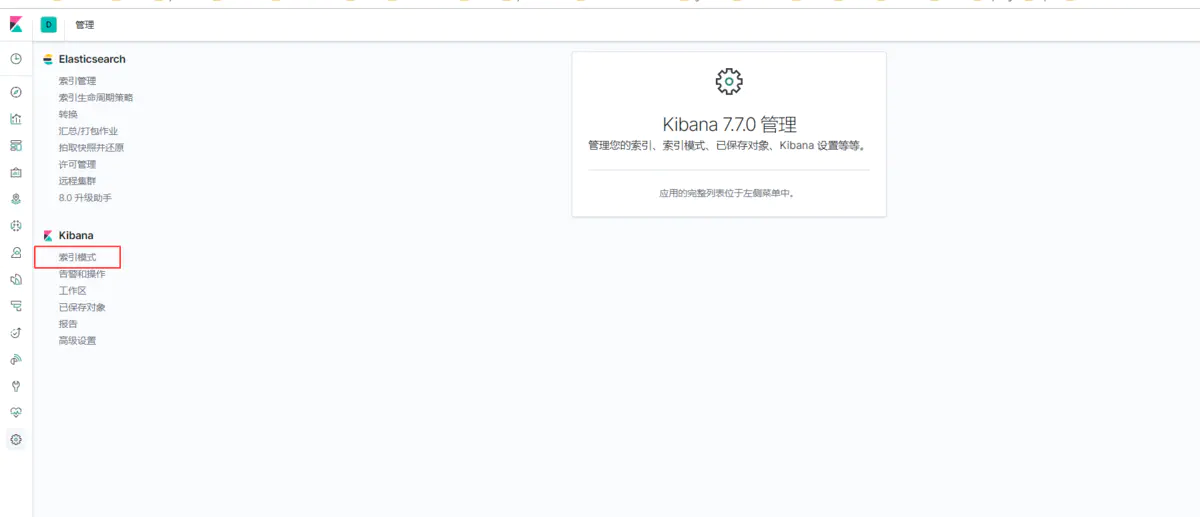 D 管理
Elasticsearch
索引管理
索引生命周期策略
转换
汇总/打包作业
拍取快照并还原
许可管理
远程集群
8.0 升级助手
Kibana
索引模式
告警和操作
工作区
已保存对象
报告
高级设置
Kibana 7.7.0 管理
管理您的索引、索引模式、已保存对象、Kibana 设置等等。
应用的完整列表位于左侧菜单中。